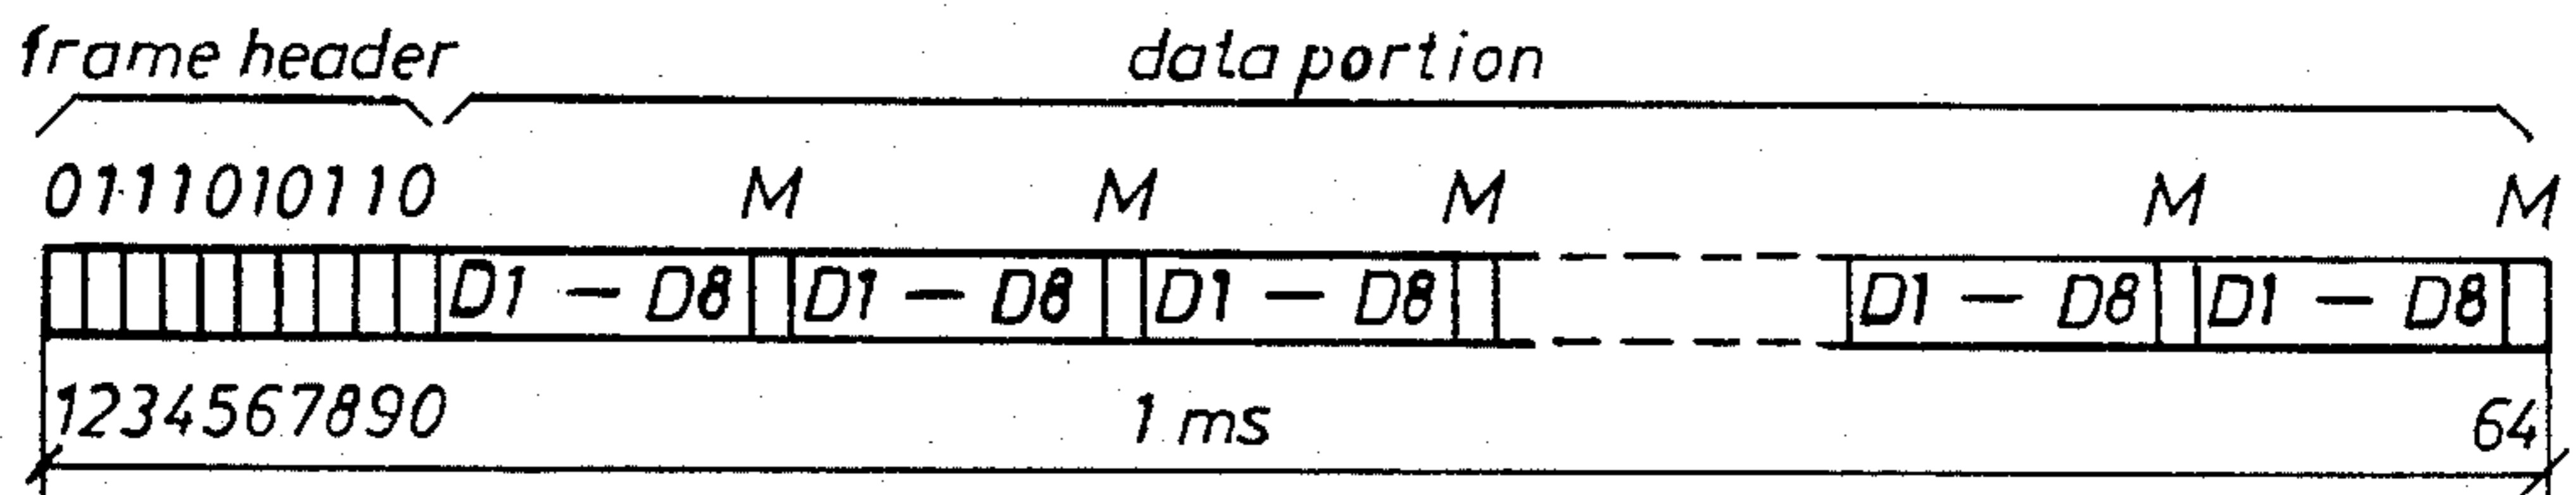 frame header data portion
0111010110 M M M M M
D1 — D8 D1 — D8 D1 — D8 D1 — D8 D1 — D8
1234567890 1 ms 64